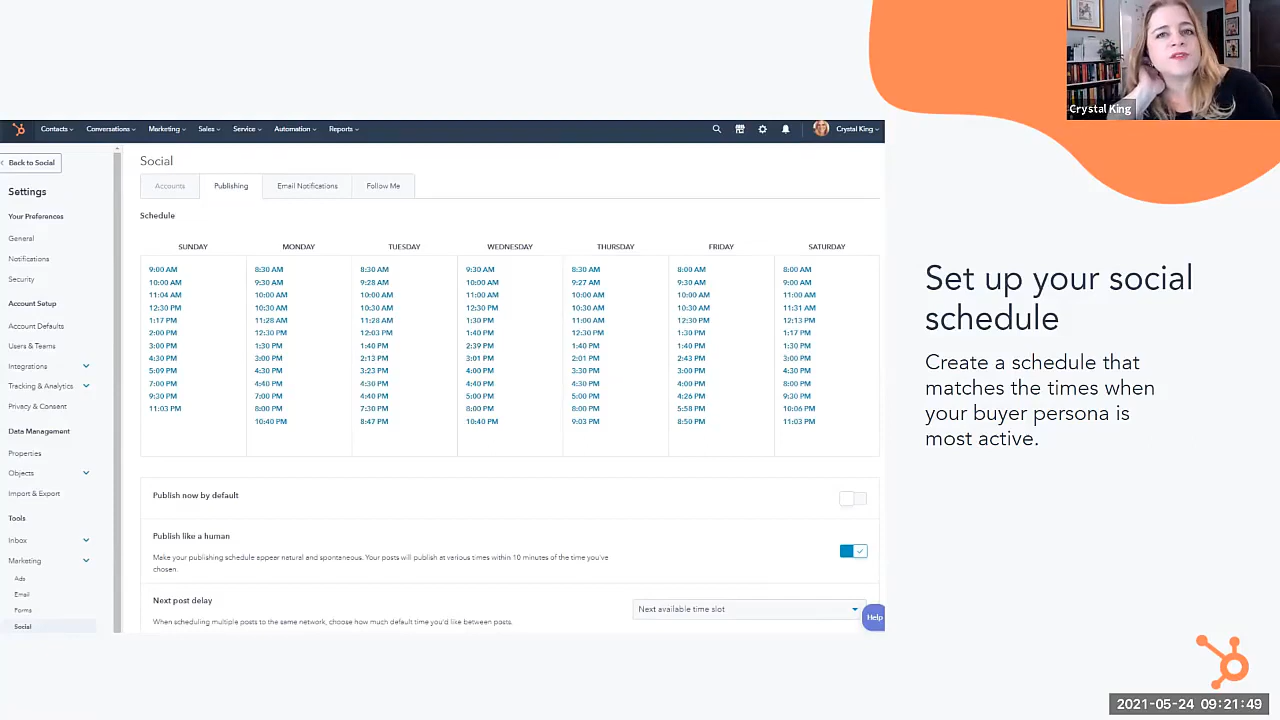 Crystal King
Contacts Conversations Marketing Sales Service Automation Reports Crystal King
Back to Social
Settings
Your Preferences
General
Notifications
Security
Account Setup
Account Defaults
Users & Teams
Integrations
Tracking & Analytics
Privacy & Consent
Data Management
Properties
Objects
Import & Export
Tools
Inbox
Marketing
Ads
Email
Forms
Social
Social
Accounts Publishing Email Notifications Follow Me
Schedule
SUNDAY MONDAY TUESDAY WEDNESDAY THURSDAY FRIDAY SATURDAY
9:00 AM 8:30 AM 8:30 AM 9:30 AM 8:30 AM 8:00 AM 8:00 AM
10:00 AM 9:30 AM 9:28 AM 10:00 AM 9:27 AM 9:30 AM 9:00 AM
11:04 AM 10:00 AM 10:00 AM 11:00 AM 10:00 AM 10:00 AM 11:00 AM
12:30 PM 10:30 AM 10:30 AM 12:30 PM 10:30 AM 10:30 AM 11:31 AM
1:17 PM 11:28 AM 11:28 AM 1:30 PM 11:00 AM 12:30 PM 12:13 PM
2:00 PM 12:30 PM 12:03 PM 1:40 PM 12:30 PM 1:30 PM 1:17 PM
3:00 PM 1:30 PM 1:40 PM 2:39 PM 1:40 PM 1:40 PM 1:30 PM
4:30 PM 3:00 PM 2:13 PM 3:01 PM 2:01 PM 2:43 PM 3:00 PM
5:09 PM 4:30 PM 3:23 PM 4:00 PM 3:30 PM 3:00 PM 4:30 PM
7:00 PM 4:40 PM 4:30 PM 4:40 PM 4:30 PM 4:00 PM 8:00 PM
9:30 PM 7:00 PM 4:40 PM 5:00 PM 5:00 PM 4:26 PM 9:30 PM
11:03 PM 8:00 PM 7:30 PM 8:00 PM 8:00 PM 5:58 PM 10:06 PM
10:40 PM 8:47 PM 10:40 PM 9:03 PM 8:50 PM 11:03 PM
Publish now by default
Publish like a human
Make your publishing schedule appear natural and spontaneous. Your posts will publish at various times within 10 minutes of the time you've
chosen.
Next post delay
When scheduling multiple posts to the same network, choose how much default time you'd like between posts.
Next available time slot
Help
Set up your social
schedule
Create a schedule that
matches the times when
your buyer persona is
most active.
2021-05-24 09:21:49